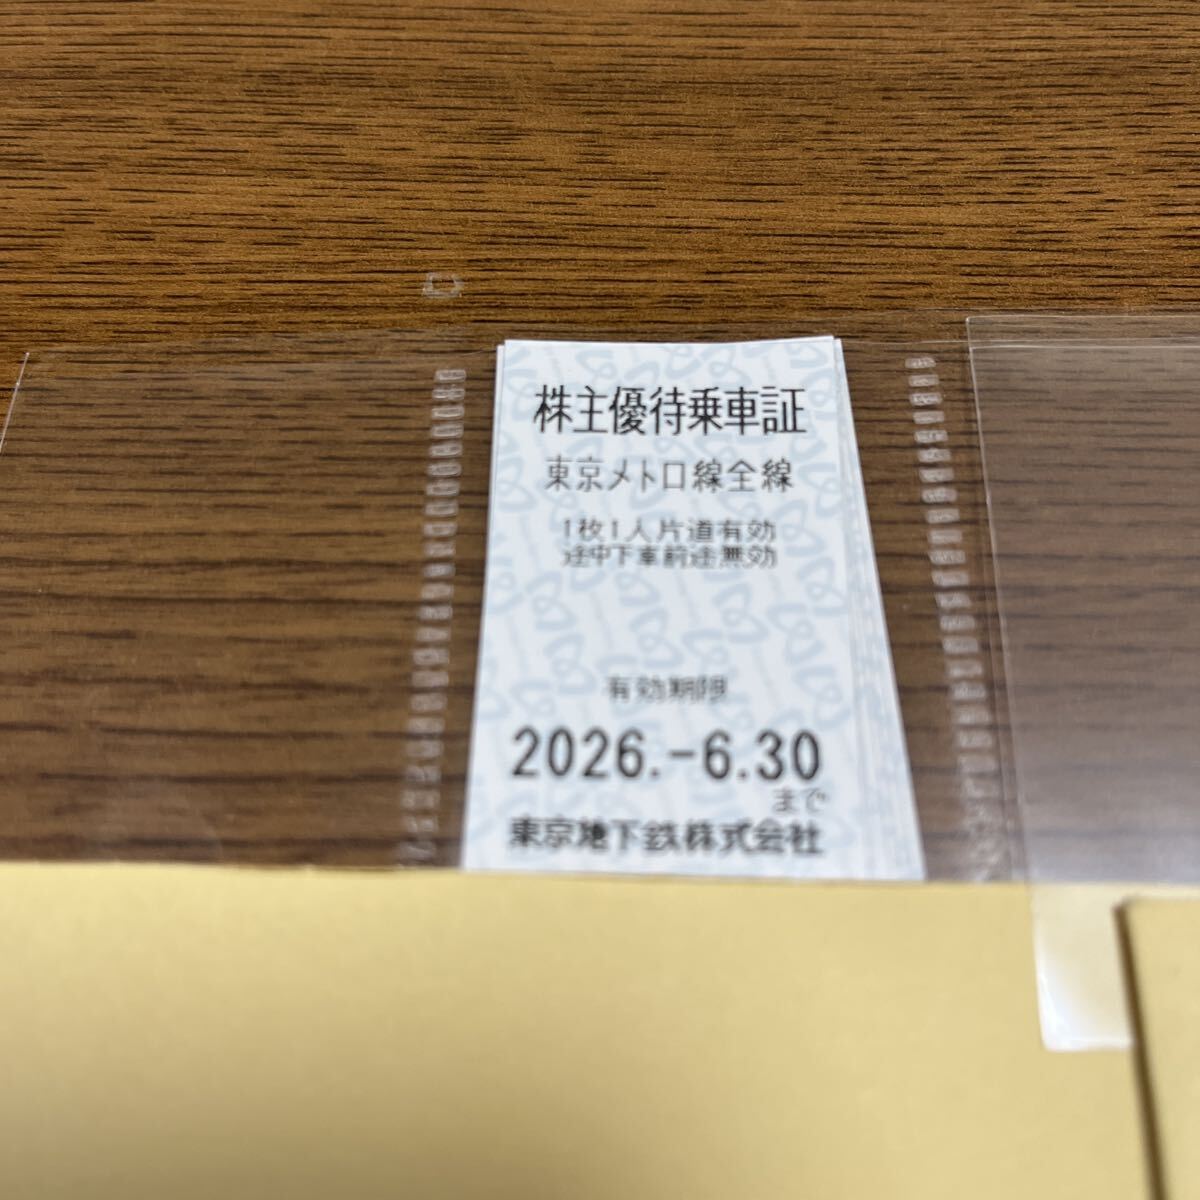 株主優待乗車証
東京メトロ線全線
1枚1人片道有効
途中下車前途無効
有効期限
2026.-6.30
まで
東京地下鉄株式会社